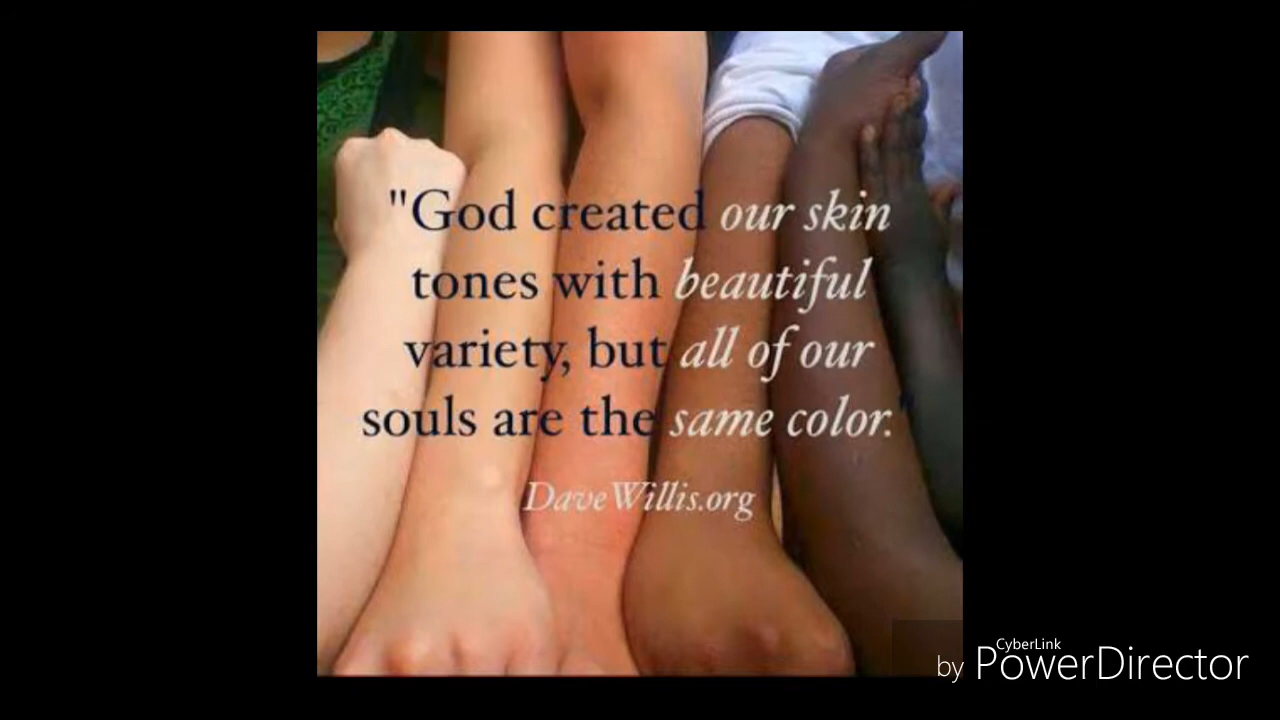 "God created our skin
tones with beautiful
variety, but all of our
souls are the same color."
DaveWillis.org
CyberLink
by PowerDirector